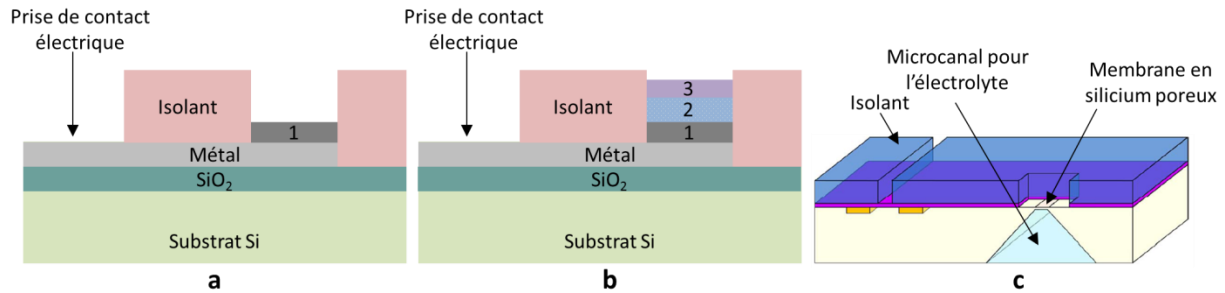 Prise de contact
électrique
Isolant
1
Métal
SiO₂
Substrat Si
a
Prise de contact
électrique
Isolant
3
2
1
Métal
SiO₂
Substrat Si
b
Microcanal pour
l'électrolyte
Isolant
Membrane en
silicium poreux
c